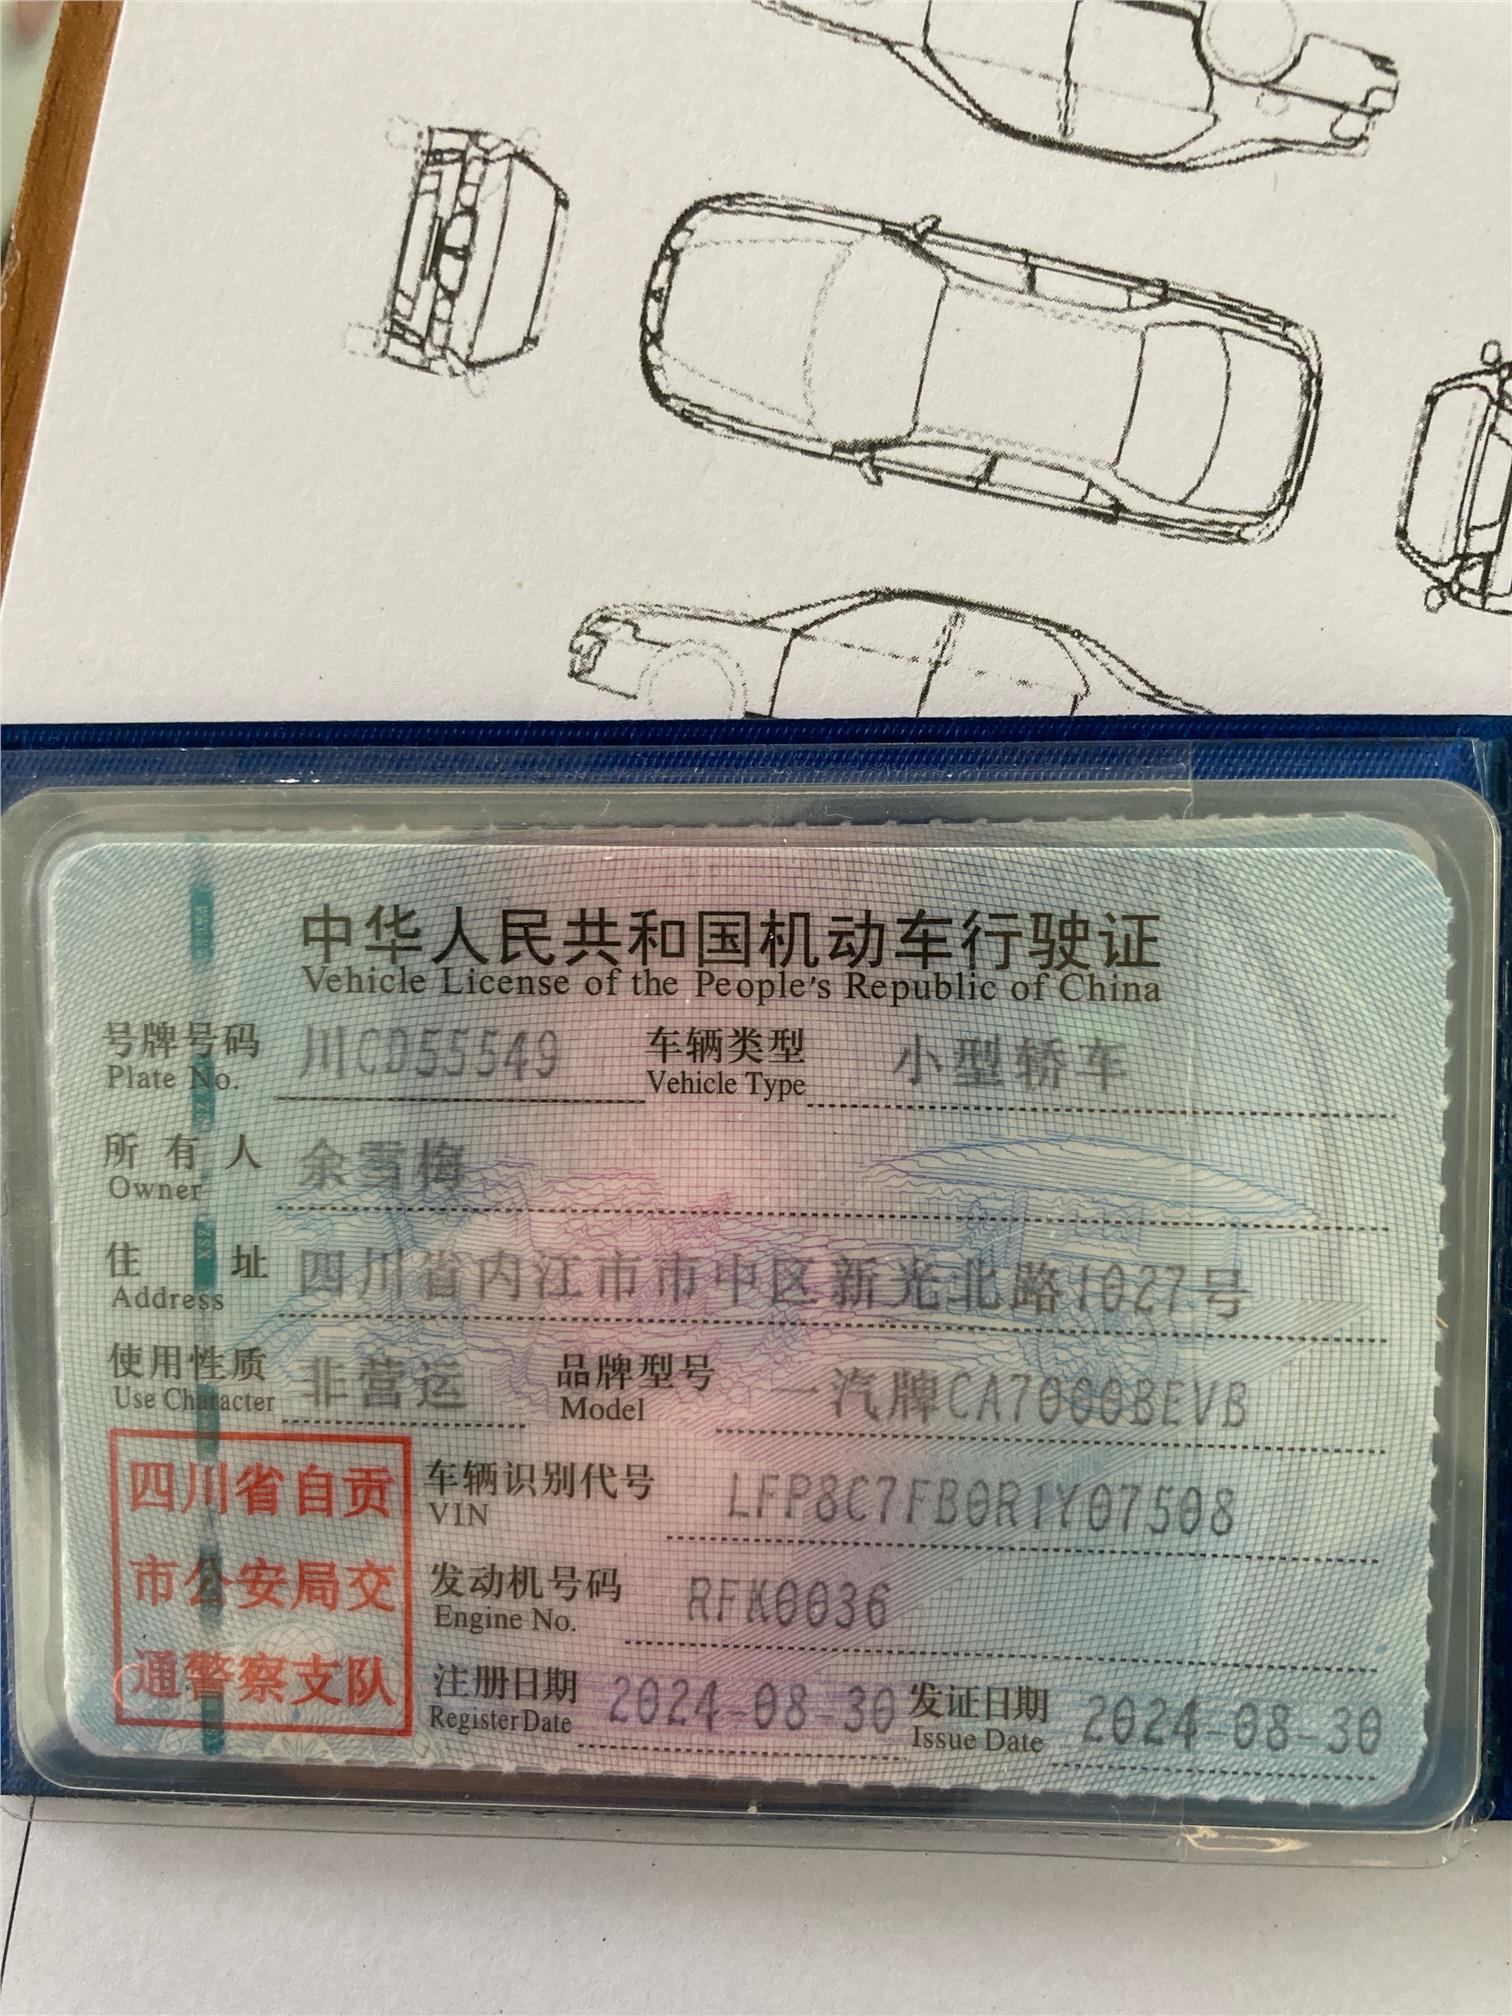 中华人民共和国机动车行驶证
Vehicle License of the People's Republic of China
号牌号码 川CD55549 车辆类型 小型轿车
Plate No. Vehicle Type
所有人 余雪梅
Owner
住址 四川省内江市市中区新光北路1027号
Address
使用性质 非营运 品牌型号 一汽牌CA7000BEVB
Use Character Model
四川省自贡
市公安局交
通警察支队
车辆识别代号 LFP8C7FB0R1Y07508
VIN
发动机号码 RFK0036
Engine No.
注册日期 2024-08-30 发证日期 2024-08-30
Register Date Issue Date